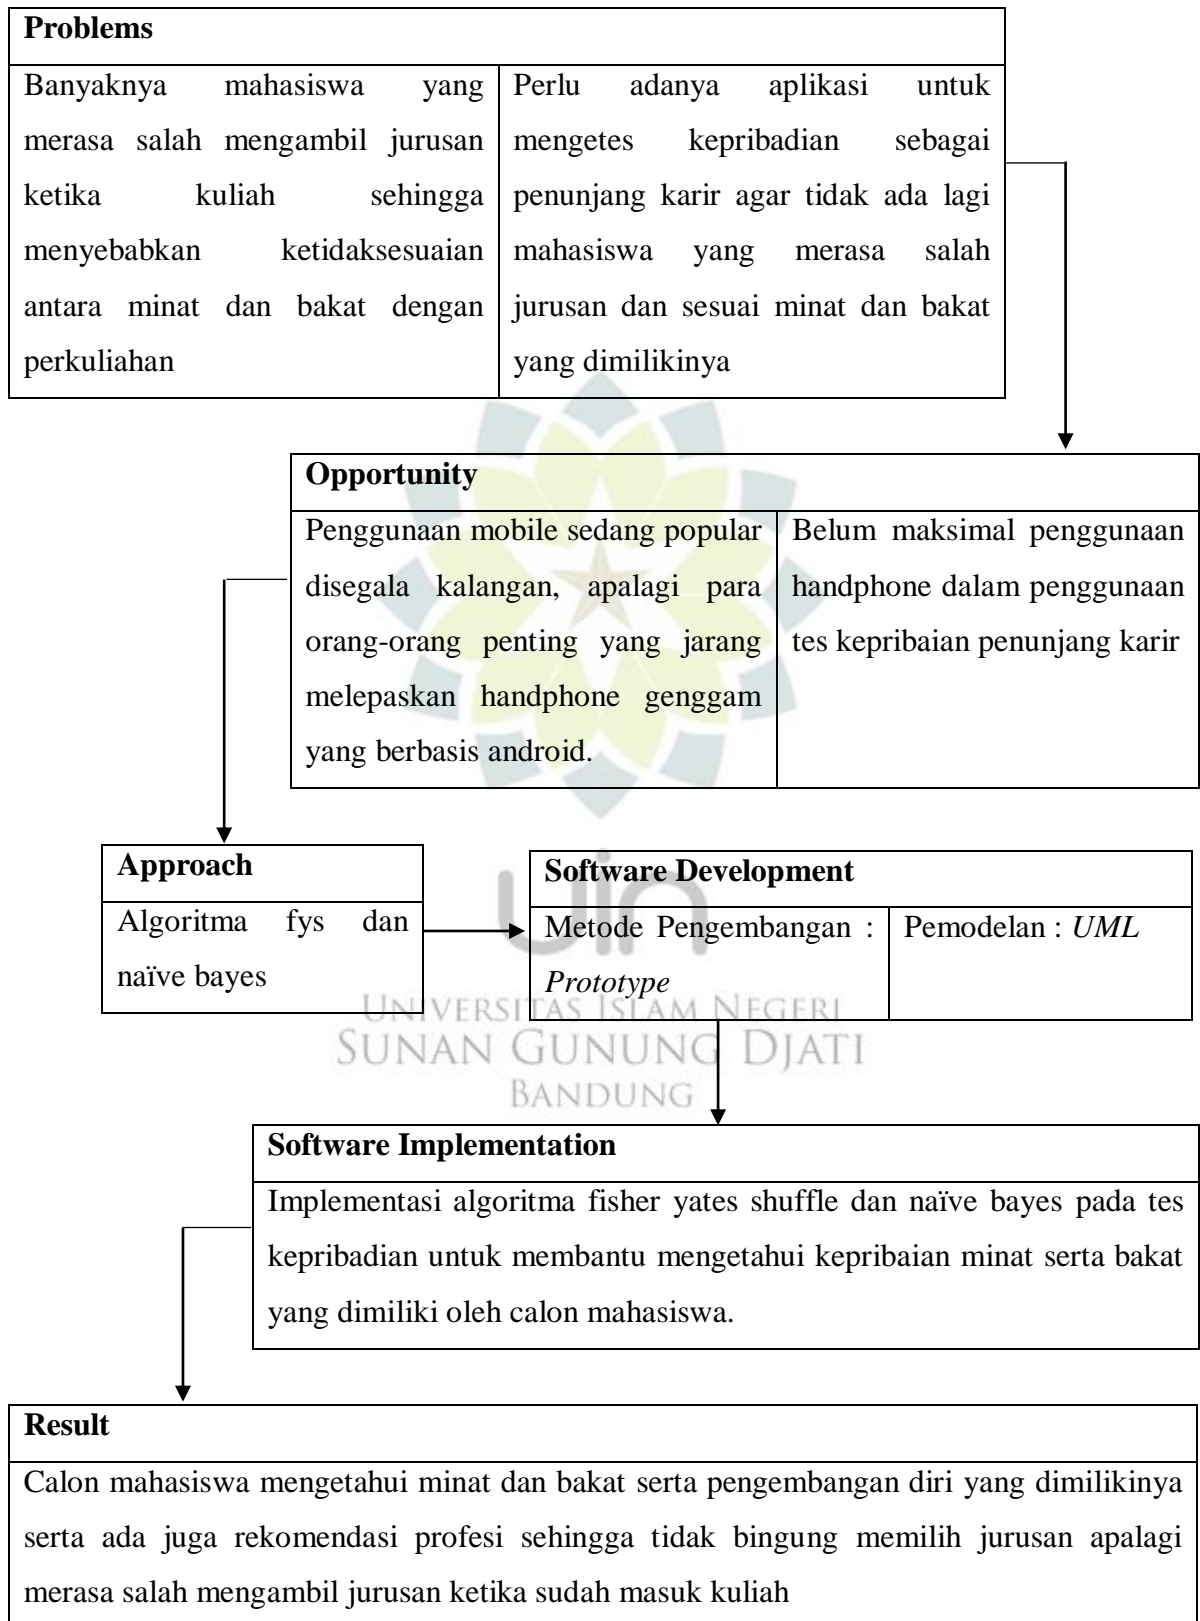 Problems
Banyaknya mahasiswa yang
merasa salah mengambil jurusan
ketika kuliah sehingga
menyebabkan ketidaksesuaian
antara minat dan bakat dengan
perkuliahan
Perlu adanya aplikasi untuk
mengetes kepribadian sebagai
penunjang karir agar tidak ada lagi
mahasiswa yang merasa salah
jurusan dan sesuai minat dan bakat
yang dimilikinya
Opportunity
Penggunaan mobile sedang popular
disegala kalangan, apalagi para
orang-orang penting yang jarang
melepaskan handphone genggam
yang berbasis android.
Belum maksimal penggunaan
handphone dalam penggunaan
tes kepribaian penunjang karir
Approach
Algoritma fys dan
naïve bayes
Software Development
Metode Pengembangan :
Prototype
Pemodelan : UML
uin
UNIVERSITAS ISLAM NEGERI
SUNAN GUNUNG DJATI
BANDUNG
Software Implementation
Implementasi algoritma fisher yates shuffle dan naïve bayes pada tes
kepribadian untuk membantu mengetahui kepribaian minat serta bakat
yang dimiliki oleh calon mahasiswa.
Result
Calon mahasiswa mengetahui minat dan bakat serta pengembangan diri yang dimilikinya
serta ada juga rekomendasi profesi sehingga tidak bingung memilih jurusan apalagi
merasa salah mengambil jurusan ketika sudah masuk kuliah